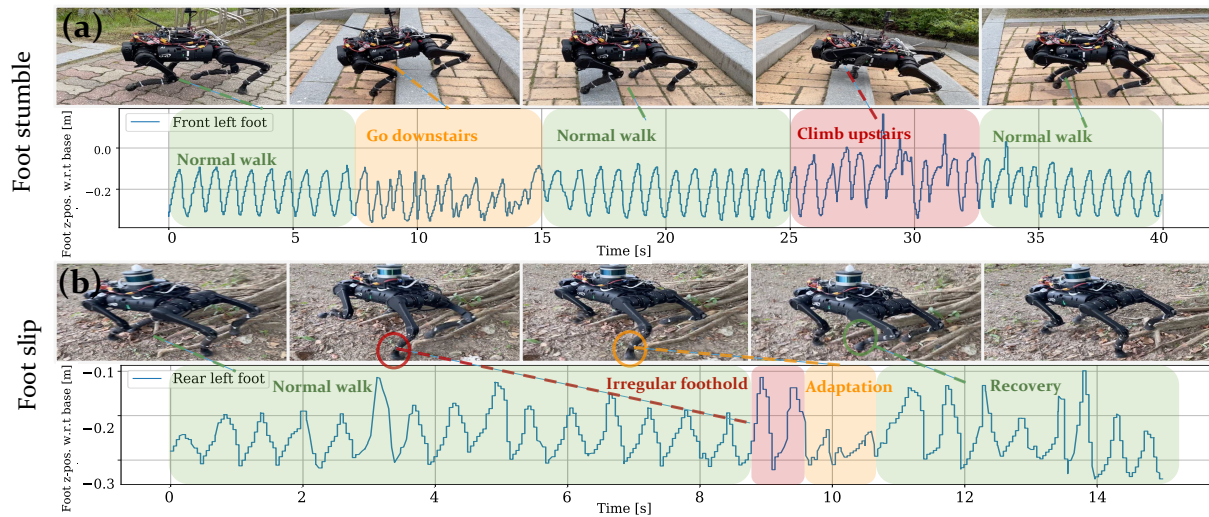 Foot stumble
(a)
Front left foot
Normal walk
Go downstairs
Normal walk
Climb upstairs
Normal walk
Foot z-pos. w.r.t base [m]
0.0
−0.2
0 5 10 15 20 25 30 35 40
Time [s]
Foot slip
(b)
Rear left foot
Normal walk
Irregular foothold
Adaptation
Recovery
Foot z-pos. w.r.t base [m]
−0.1
−0.2
−0.3
0 2 4 6 8 10 12 14
Time [s]